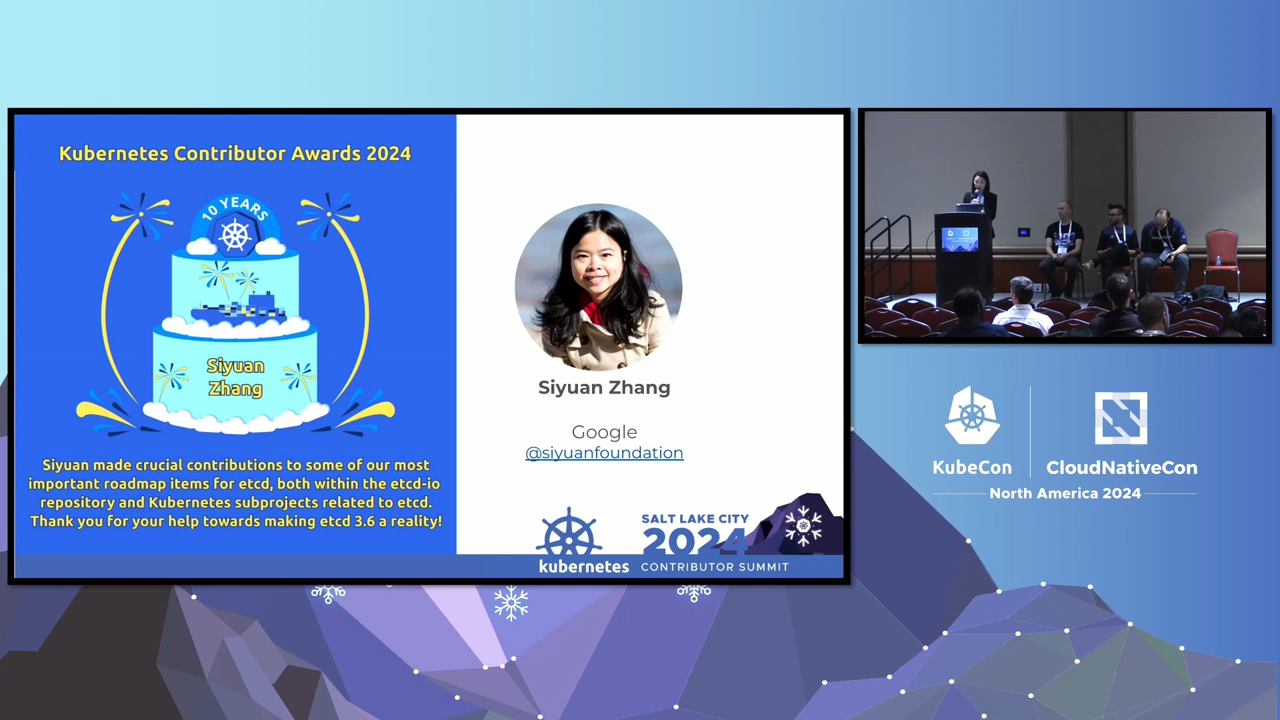 Kubernetes Contributor Awards 2024
10 YEARS
Siyuan
Zhang
Siyuan made crucial contributions to some of our most
important roadmap items for etcd, both within the etcd-io
repository and Kubernetes subprojects related to etcd.
Thank you for your help towards making etcd 3.6 a reality!
Siyuan Zhang
Google
@siyuanfoundation
kubernetes
SALT LAKE CITY
2024
CONTRIBUTOR SUMMIT
KubeCon
CloudNativeCon
North America 2024